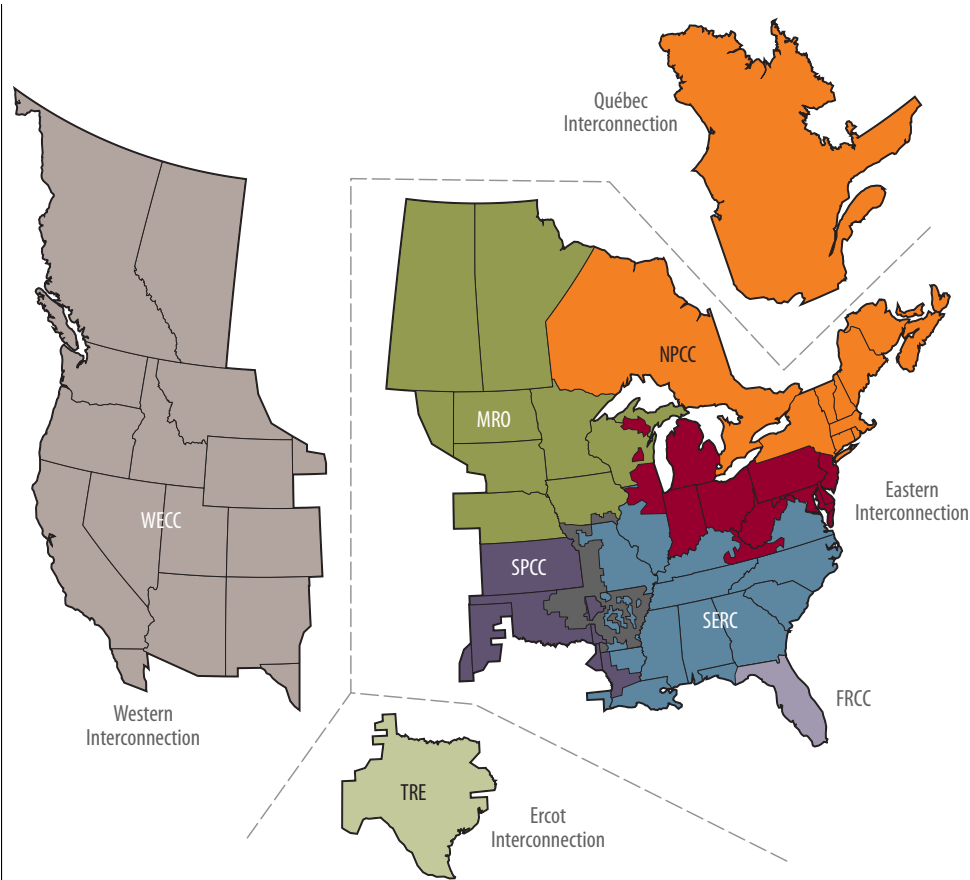 Québec
Interconnection
NPCC
MRO
Eastern
Interconnection
WECC
SPCC
SERC
FRCC
Western
Interconnection
TRE
Ercot
Interconnection